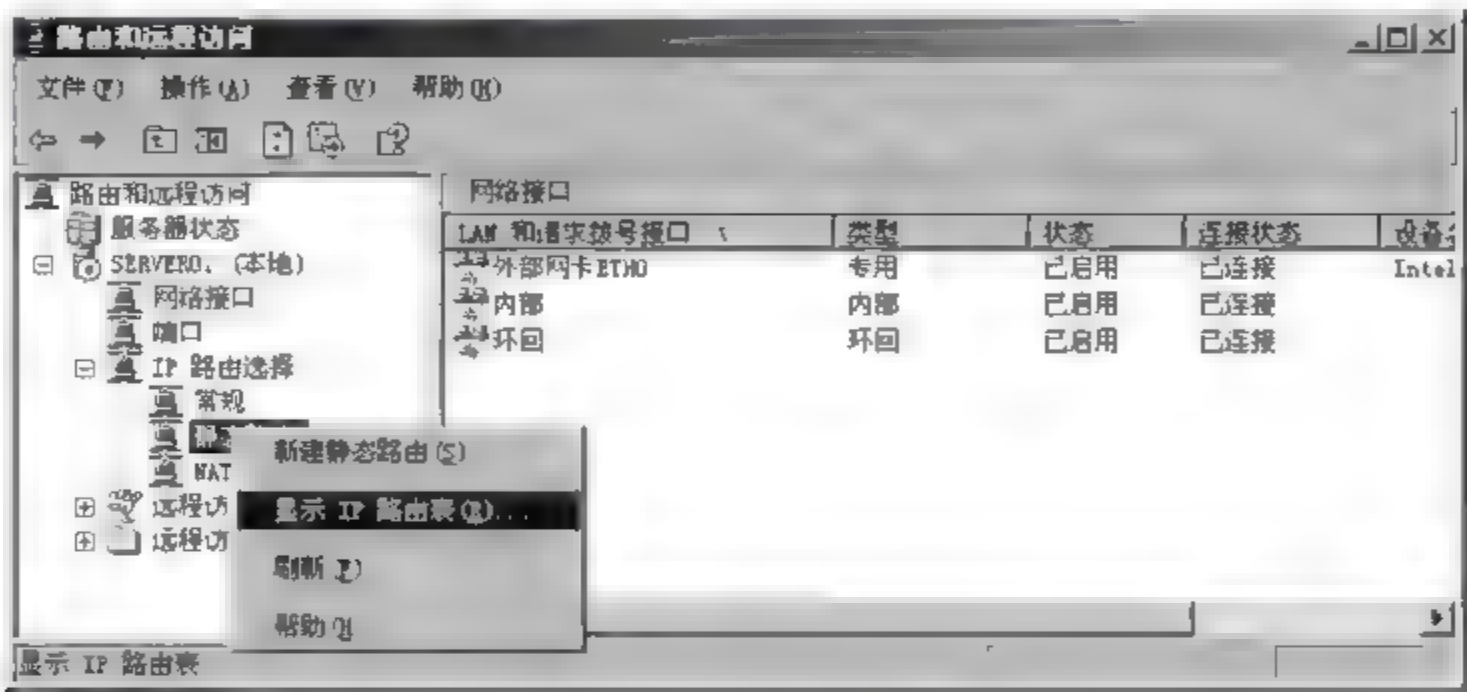 路由和远程访问
文件(F) 操作(A) 查看(V) 帮助(H)
路由和远程访问
服务器状态
SERVER0. (本地)
网络接口
端口
IP 路由选择
常规
NAT
远程访
远程访
网络接口
LAN 和请求拨号接口 类型 状态 连接状态 设备
外部网卡ETH0 专用 已启用 已连接 Intel
内部 内部 已启用 已连接
环回 环回 已启用 已连接
新建静态路由(S)
显示 IP 路由表(R)...
刷新(F)
帮助(H
显示 IP 路由表